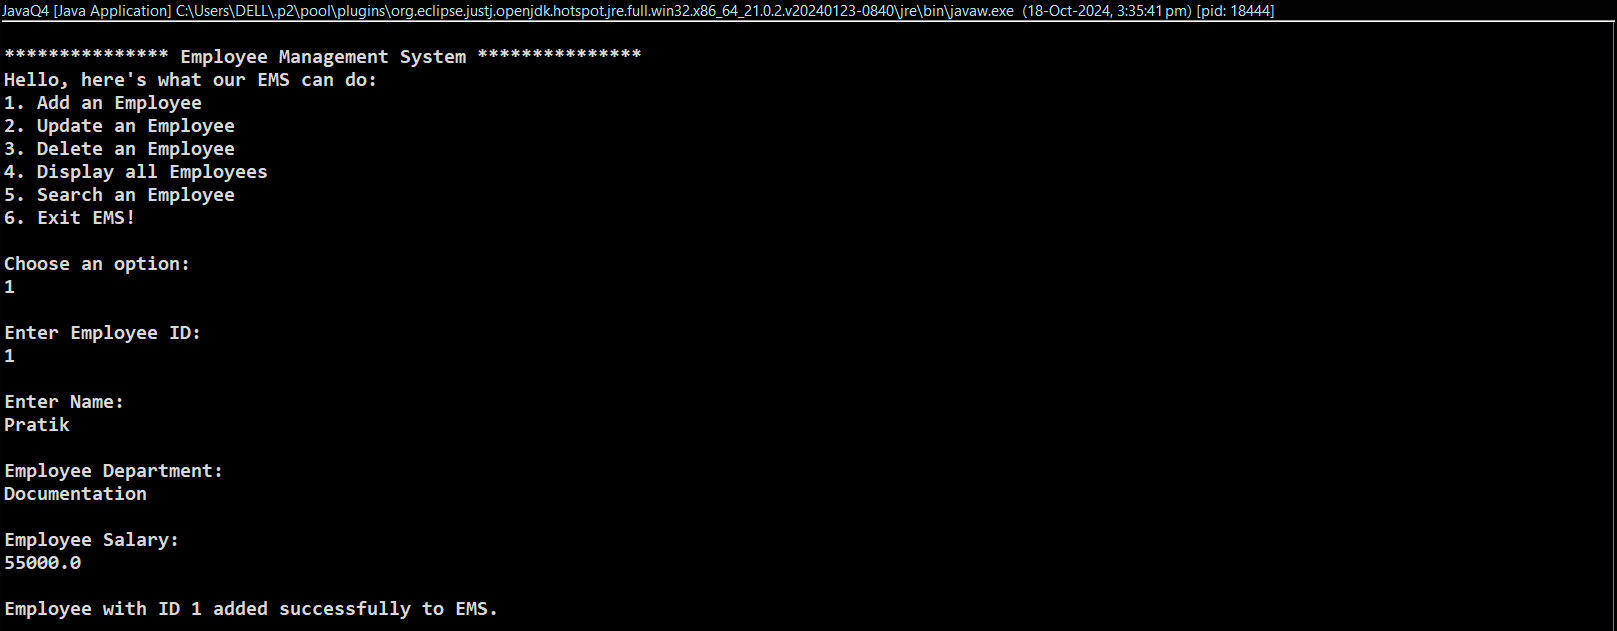 JavaQ4 [Java Application] C:\Users\DELL\.p2\pool\plugins\org.eclipse.justj.openjdk.hotspot.jre.full.win32.x86_64_21.0.2.v20240123-0840\jre\bin\javaw.exe (18-Oct-2024, 3:35:41 pm) [pid: 18444]
*************** Employee Management System ***************
Hello, here's what our EMS can do:
1. Add an Employee
2. Update an Employee
3. Delete an Employee
4. Display all Employees
5. Search an Employee
6. Exit EMS!
Choose an option:
1
Enter Employee ID:
1
Enter Name:
Pratik
Employee Department:
Documentation
Employee Salary:
55000.0
Employee with ID 1 added successfully to EMS.